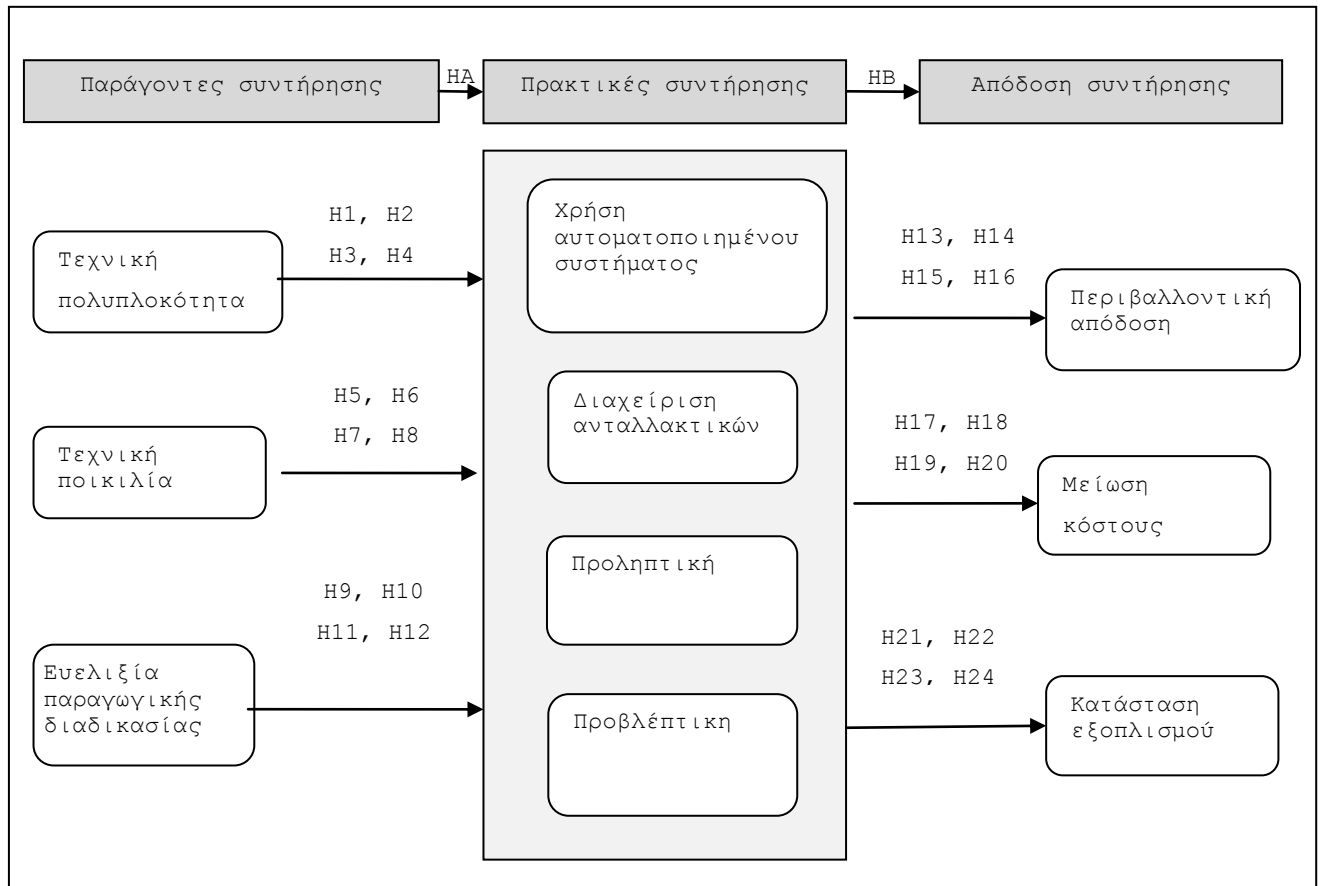 Παράγοντες συντήρησης
HA
Πρακτικές συντήρησης
HB
Απόδοση συντήρησης
Τεχνική
πολυπλοκότητα
H1, H2
H3, H4
Τεχνική
ποικιλία
H5, H6
H7, H8
Ευελιξία
παραγωγικής
διαδικασίας
H9, H10
H11, H12
Χρήση
αυτοματοποιημένου
συστήματος
Διαχείριση
ανταλλακτικών
Προληπτική
Προβλέπτικη
H13, H14
H15, H16
Περιβαλλοντική
απόδοση
H17, H18
H19, H20
Μείωση
κόστους
H21, H22
H23, H24
Κατάσταση
εξοπλισμού